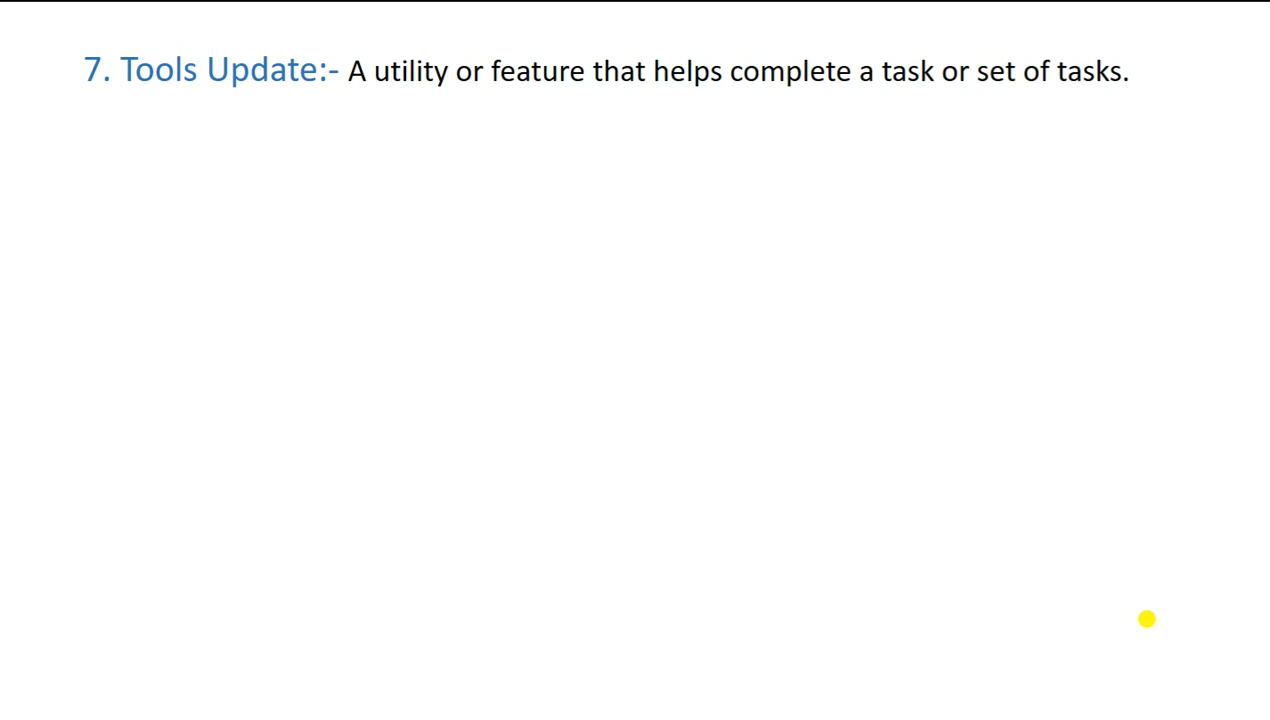 7. Tools Update:- A utility or feature that helps complete a task or set of tasks.